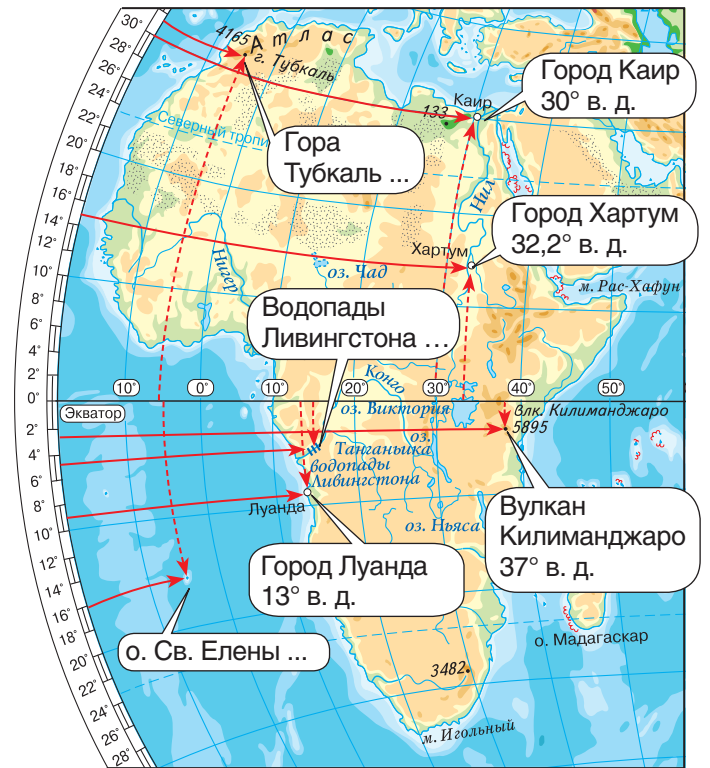 30°
28°
26°
24°
22°
20°
18°
16°
14°
12°
10°
8°
6°
4°
2°
0°
2°
4°
6°
8°
10°
12°
14°
16°
18°
20°
22°
24°
26°
28°
4165
Атлас
г. Тубкаль
Гора
Тубкаль ...
Северный тропи
133
Каир
Город Каир
30° в. д.
Нил
Город Хартум
32,2° в. д.
Хартум
оз. Чад
Нигер
м. Рас-Хафун
Водопады
Ливингстона ...
Конго
10°
0°
10°
20°
30°
40°
50°
Экватор
оз. Виктория
влк. Килиманджаро
5895
оз.
Танганьика
водопады
Ливингстона
Луанда
оз. Ньяса
Вулкан
Килиманджаро
37° в. д.
Город Луанда
13° в. д.
о. Св. Елены ...
о. Мадагаскар
3482
м. Игольный